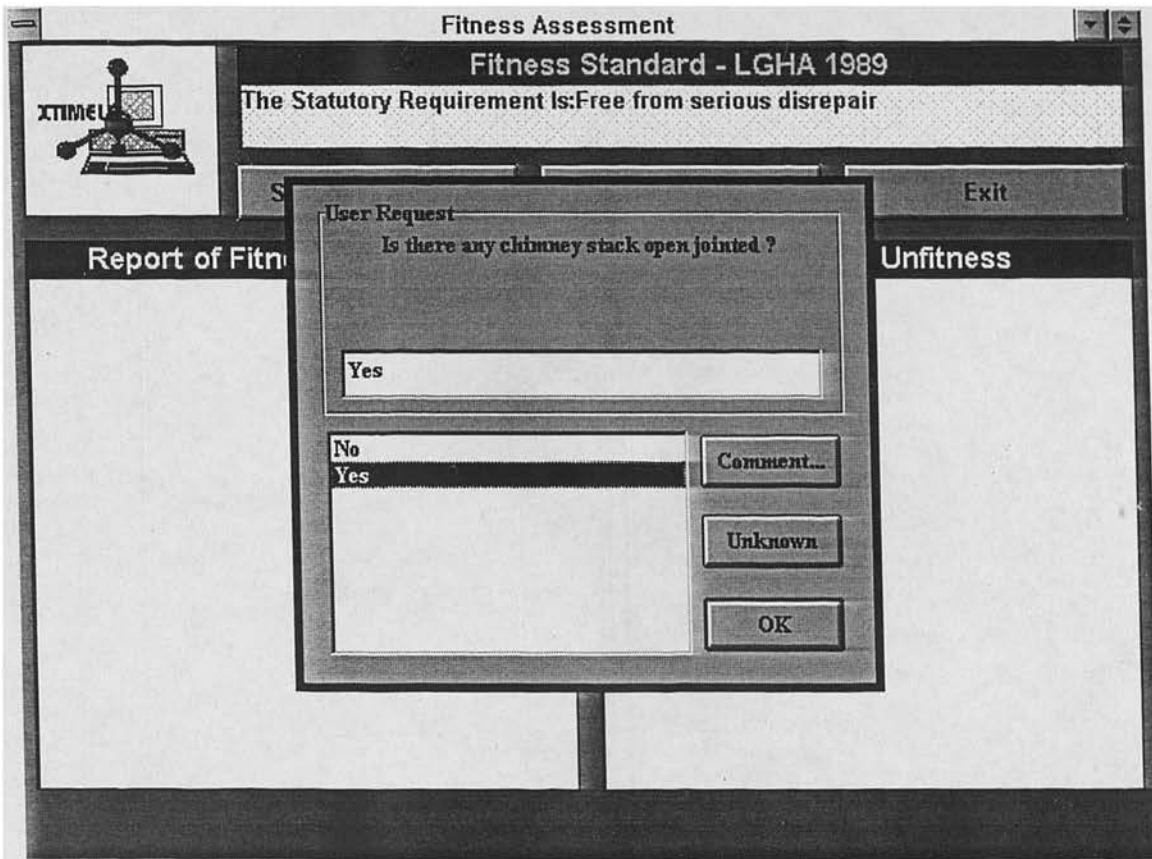 Fitness Assessment
Fitness Standard - LGHA 1989
XTIMEL
The Statutory Requirement Is:Free from serious disrepair
Exit
User Request
Is there any chimney stack open jointed ?
Report of
Unfitness
Yes
No
Yes
Comment...
Unknown
OK